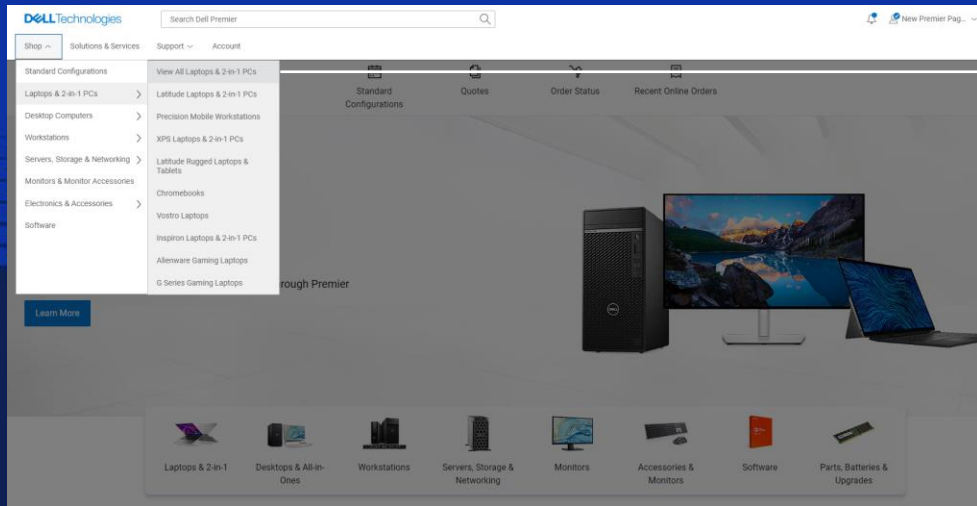 DELLTechnologies
Search Dell Premier
New Premier Pag...
Shop
Solutions & Services
Support
Account
Standard Configurations
Laptops & 2-in-1 PCs
Desktop Computers
Workstations
Servers, Storage & Networking
Monitors & Monitor Accessories
Electronics & Accessories
Software
View All Laptops & 2-in-1 PCs
Latitude Laptops & 2-in-1 PCs
Precision Mobile Workstations
XPS Laptops & 2-in-1 PCs
Latitude Rugged Laptops &
Tablets
Chromebooks
Vostro Laptops
Inspiron Laptops & 2-in-1 PCs
Alienware Gaming Laptops
G Series Gaming Laptops
Standard
Configurations
Quotes
Order Status
Recent Online Orders
rough Premier
Learn More
Laptops & 2-in-1
Desktops & All-in-
Ones
Workstations
Servers, Storage &
Networking
Monitors
Accessories &
Monitors
Software
Parts, Batteries &
Upgrades